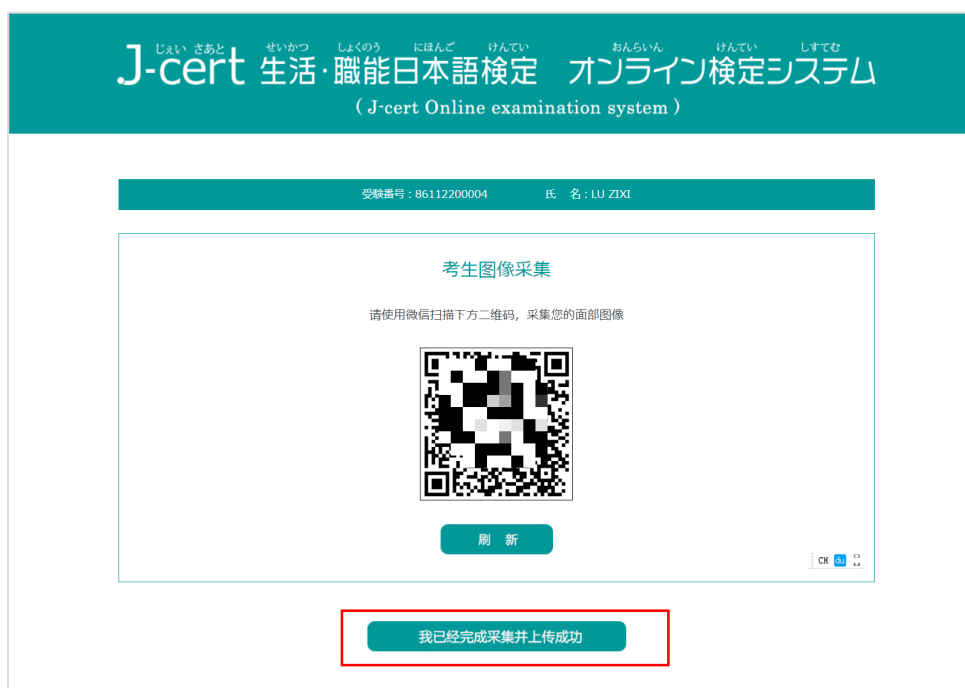 じぇい さあと せいかつ しょくのう にほんご けんてい おんらいん けんてい しすてむ
J-cert 生活・職能日本語検定 オンライン検定システム
( J-cert Online examination system )
受験番号：86112200004 氏 名：LU ZIXI
考生图像采集
请使用微信扫描下方二维码，采集您的面部图像
刷 新
CH du
我已经完成采集并上传成功